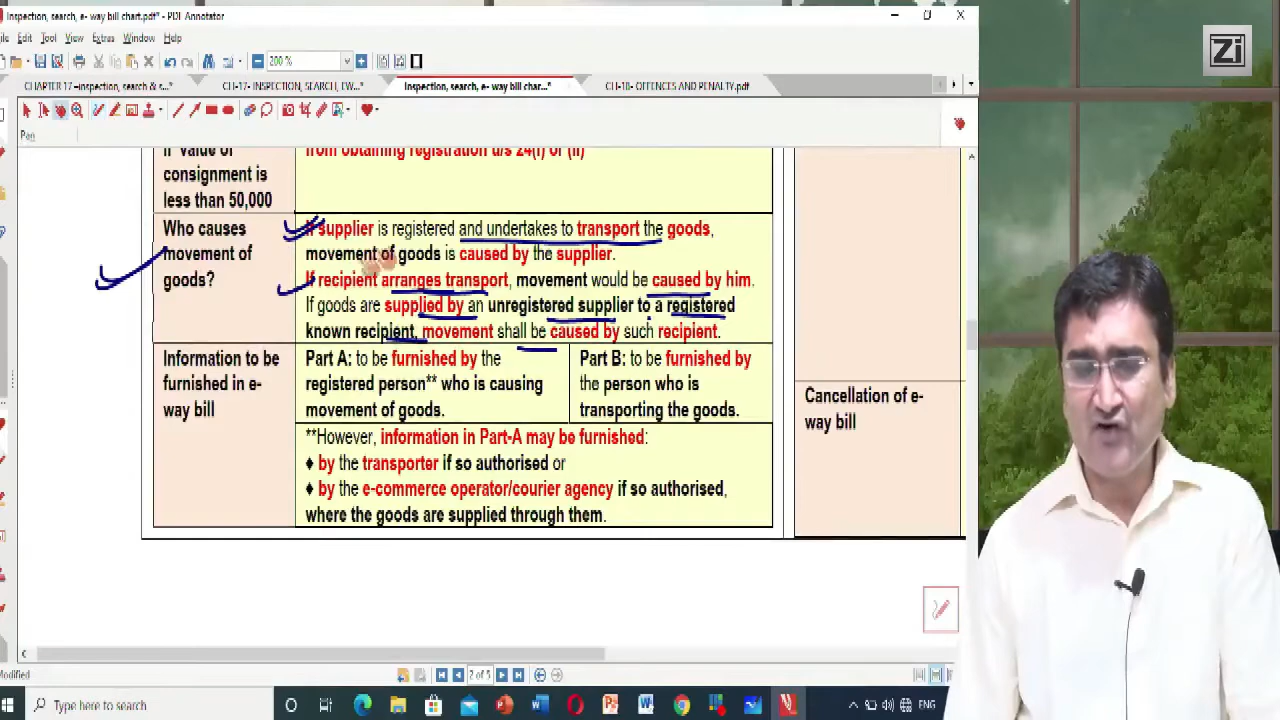 Inspection, search, e- way bill chart.pdf* - PDF Annotator
Edit Tool View Extras Window Help
200 %
CHAPTER 17 –inspection, search & s...*
CH-17- INSPECTION, SEARCH, EW...*
Inspection, search, e- way bill char...*
CH-18- OFFENCES AND PENALTY.pdf
Pan
Zi
if value of
consignment is
less than 50,000
from obtaining registration u/s 24(i) or (ii)
Who causes
movement of
goods?
If supplier is registered and undertakes to transport the goods,
movement of goods is caused by the supplier.
If recipient arranges transport, movement would be caused by him.
If goods are supplied by an unregistered supplier to a registered
known recipient, movement shall be caused by such recipient.
Information to be
furnished in e-
way bill
Part A: to be furnished by the
registered person** who is causing
movement of goods.
Part B: to be furnished by
the person who is
transporting the goods.
**However, information in Part-A may be furnished:
♦ by the transporter if so authorised or
♦ by the e-commerce operator/courier agency if so authorised,
where the goods are supplied through them.
Cancellation of e-
way bill
2 of 5
Modified
Type here to search
ENG